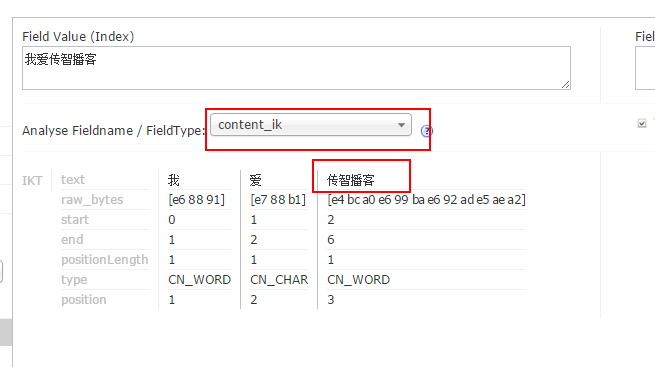 Field Value (Index)
我爱传智播客
Analyse Fieldname / FieldType: content_ik ?
IKT text 我 爱 传智播客
raw_bytes [e6 88 91] [e7 88 b1] [e4 bc a0 e6 99 ba e6 92 ad e5 ae a2]
start 0 1 2
end 1 2 6
positionLength 1 1 1
type CN_WORD CN_CHAR CN_WORD
position 1 2 3